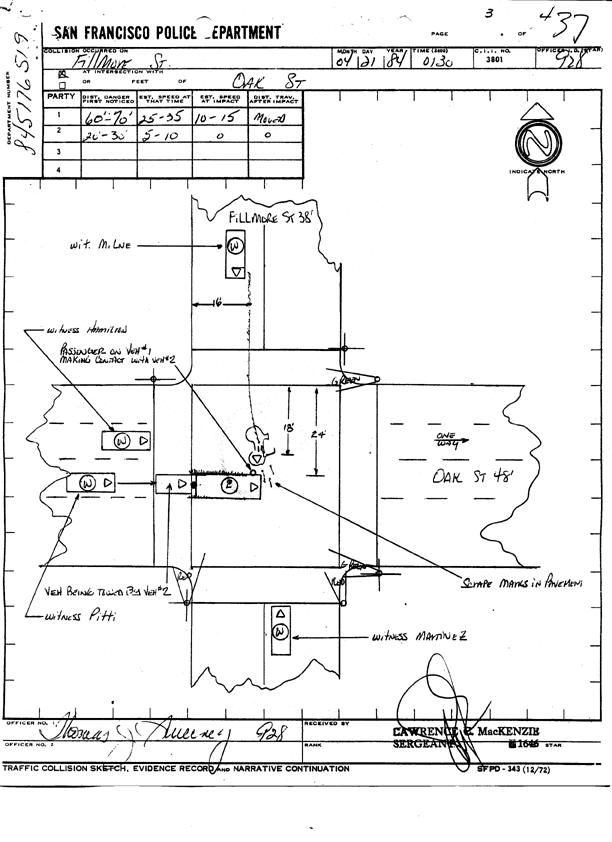 SAN FRANCISCO POLICE DEPARTMENT
PAGE 3 OF 437
DEPARTMENT NUMBER
845176519
COLLISION OCCURRED ON
Fillmore St.
MONTH DAY YEAR
04 21 84
TIME (2400)
0130
C.I.I. NO.
3801
OFFICER I.D. (STAR)
928
AT INTERSECTION WITH
OR FEET OF
OAK ST
PARTY
DIST. DANGER FIRST NOTICED
EST. SPEED AT THAT TIME
EST. SPEED AT IMPACT
DIST. TRAV. AFTER IMPACT
1 60'-70' 25-35 10-15 Moved
2 20'-30' 5-10 0 0
3
4
INDICATE NORTH
FILLMORE ST 38'
WIT. MILNE
16'
WITNESS HAMILTON
PASSENGER ON VEH #1
MAKING CONTACT WITH VEH #2
GREEN
18'
24'
ONE WAY
OAK ST 48'
W
W
W
W
2
GREEN
RED
RED
VEH BEING TOWED BY VEH #2
WITNESS PITTI
SCRAPE MARKS IN PAVEMENT
WITNESS MARTINEZ
OFFICER NO. 1
Thomas J 928
RECEIVED BY
LAWRENCE MacKENZIE
OFFICER NO. 2
RANK
SERGEANT 1646 STAR
TRAFFIC COLLISION SKETCH, EVIDENCE RECORD AND NARRATIVE CONTINUATION
SFPD-343 (12/72)